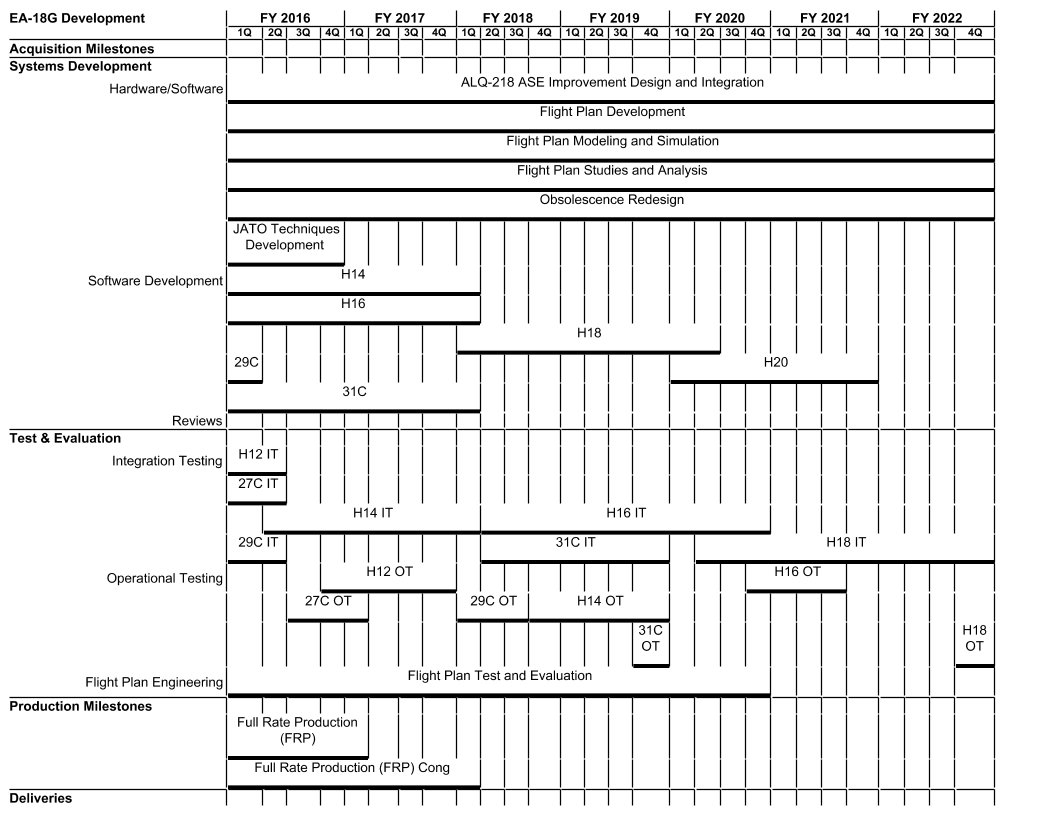 EA-18G Development
FY 2016 FY 2017 FY 2018 FY 2019 FY 2020 FY 2021 FY 2022
1Q 2Q 3Q 4Q 1Q 2Q 3Q 4Q 1Q 2Q 3Q 4Q 1Q 2Q 3Q 4Q 1Q 2Q 3Q 4Q 1Q 2Q 3Q 4Q 1Q 2Q 3Q 4Q
Acquisition Milestones
Systems Development
Hardware/Software
ALQ-218 ASE Improvement Design and Integration
Flight Plan Development
Flight Plan Modeling and Simulation
Flight Plan Studies and Analysis
Obsolescence Redesign
JATO Techniques
Development
Software Development
H14
H16
H18
29C H20
31C
Reviews
Test & Evaluation
Integration Testing
H12 IT
27C IT
H14 IT H16 IT
29C IT 31C IT H18 IT
Operational Testing
H12 OT H16 OT
27C OT 29C OT H14 OT
31C H18
OT OT
Flight Plan Engineering
Flight Plan Test and Evaluation
Production Milestones
Full Rate Production
(FRP)
Full Rate Production (FRP) Cong
Deliveries